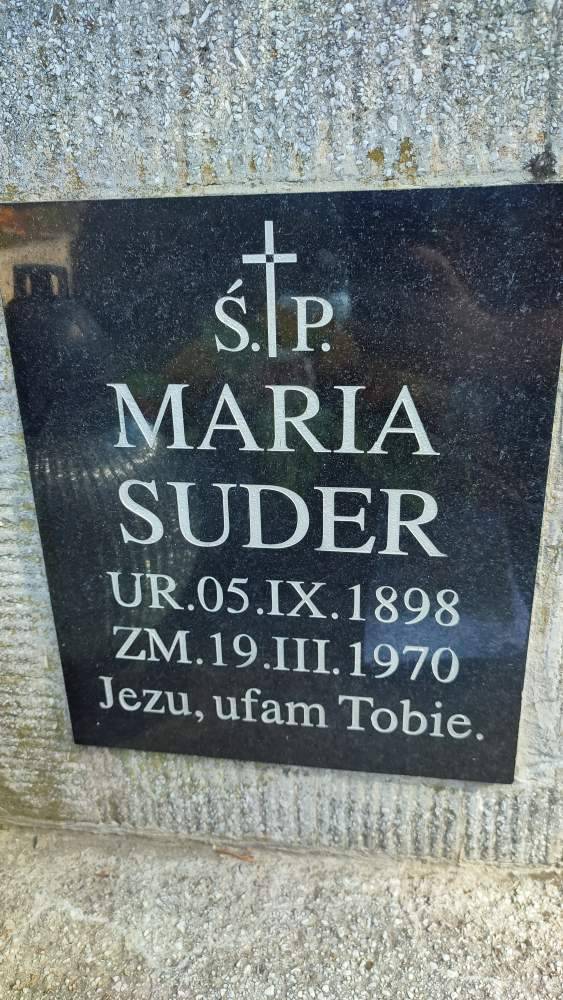 Ś.P.
MARIA
SUDER
UR.05.IX.1898
ZM.19.III.1970
Jezu, ufam Tobie.